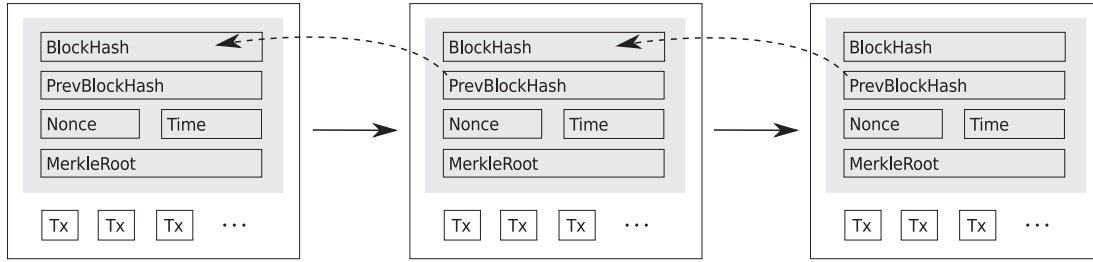 BlockHash
PrevBlockHash
Nonce Time
MerkleRoot
Tx Tx Tx ...
BlockHash
PrevBlockHash
Nonce Time
MerkleRoot
Tx Tx Tx ...
BlockHash
PrevBlockHash
Nonce Time
MerkleRoot
Tx Tx Tx ...